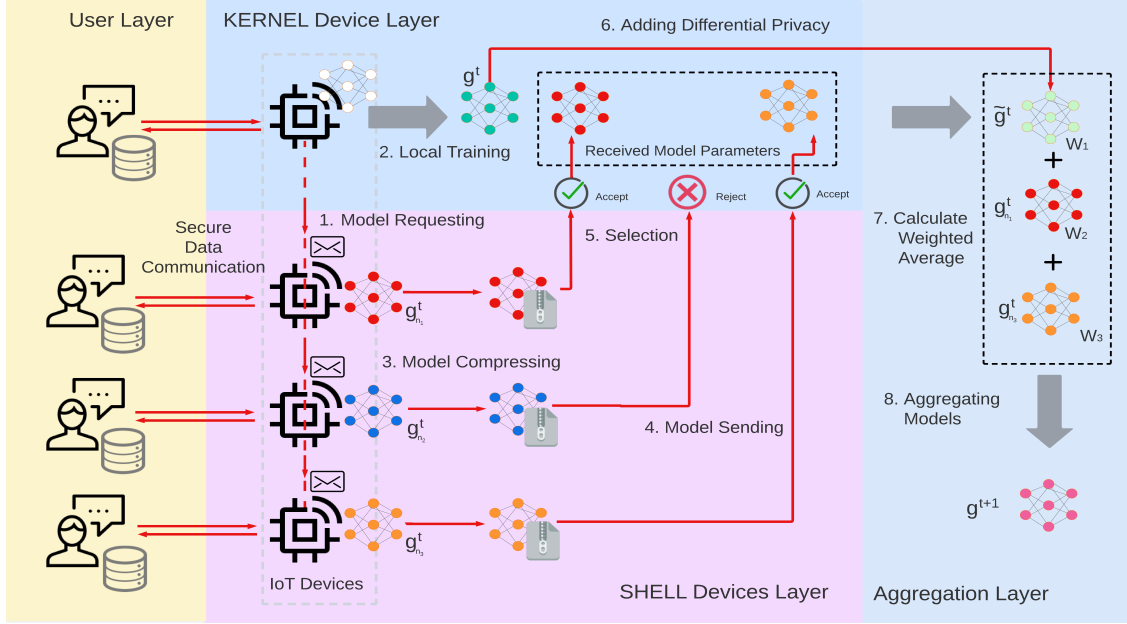 User Layer
KERNEL Device Layer
6. Adding Differential Privacy
g^t
2. Local Training
Received Model Parameters
g̃^t
W₁
+
g^t_n₁
W₂
+
g^t_n₃
W₃
Accept
Reject
Accept
1. Model Requesting
5. Selection
7. Calculate
Weighted
Average
Secure
Data
Communication
g^t_n₁
3. Model Compressing
g^t_n₂
4. Model Sending
8. Aggregating
Models
g^t_n₃
g^t+1
IoT Devices
SHELL Devices Layer
Aggregation Layer